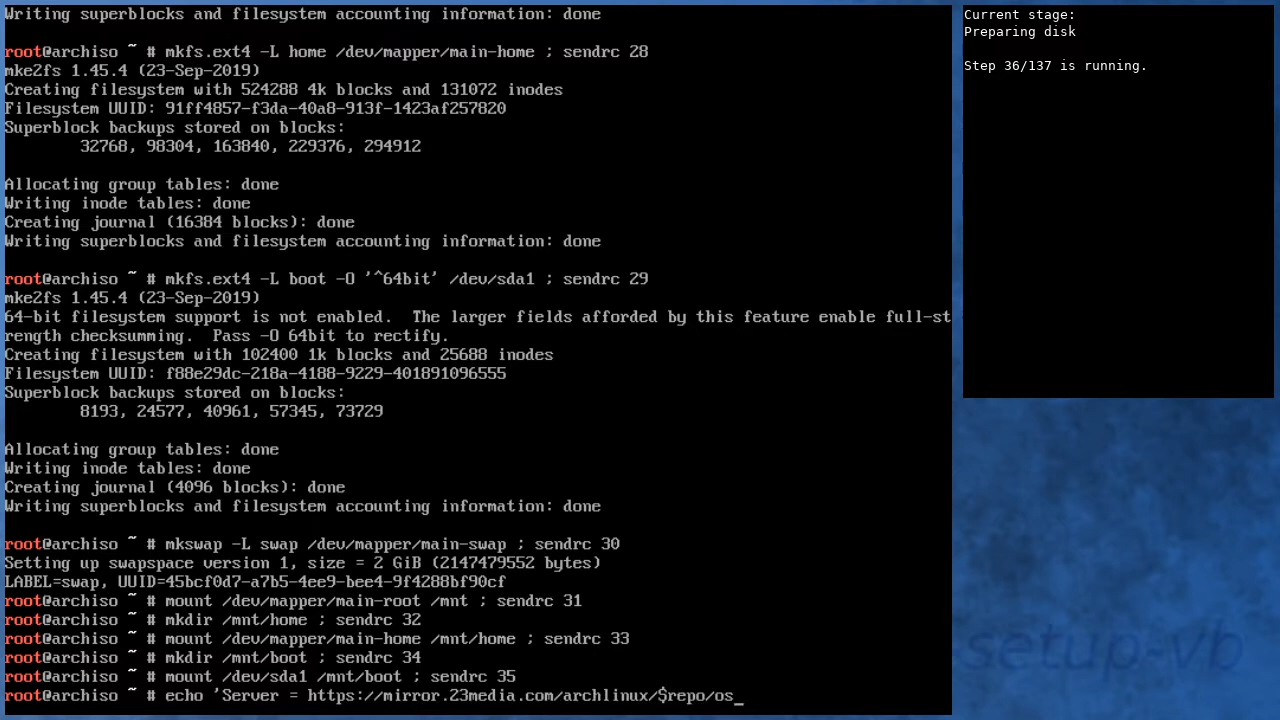 Writing superblocks and filesystem accounting information: done
root@archiso ~ # mkfs.ext4 -L home /dev/mapper/main-home ; sendrc 28
mke2fs 1.45.4 (23-Sep-2019)
Creating filesystem with 524288 4k blocks and 131072 inodes
Filesystem UUID: 91ff4857-f3da-40a8-913f-1423af257820
Superblock backups stored on blocks:
        32768, 98304, 163840, 229376, 294912
Allocating group tables: done
Writing inode tables: done
Creating journal (16384 blocks): done
Writing superblocks and filesystem accounting information: done
root@archiso ~ # mkfs.ext4 -L boot -O '^64bit' /dev/sda1 ; sendrc 29
mke2fs 1.45.4 (23-Sep-2019)
64-bit filesystem support is not enabled.  The larger fields afforded by this feature enable full-st
rength checksumming.  Pass -O 64bit to rectify.
Creating filesystem with 102400 1k blocks and 25688 inodes
Filesystem UUID: f88e29dc-218a-4188-9229-401891096555
Superblock backups stored on blocks:
        8193, 24577, 40961, 57345, 73729
Allocating group tables: done
Writing inode tables: done
Creating journal (4096 blocks): done
Writing superblocks and filesystem accounting information: done
root@archiso ~ # mkswap -L swap /dev/mapper/main-swap ; sendrc 30
Setting up swapspace version 1, size = 2 GiB (2147479552 bytes)
LABEL=swap, UUID=45bcf0d7-a7b5-4ee9-bee4-9f4288bf90cf
root@archiso ~ # mount /dev/mapper/main-root /mnt ; sendrc 31
root@archiso ~ # mkdir /mnt/home ; sendrc 32
root@archiso ~ # mount /dev/mapper/main-home /mnt/home ; sendrc 33
root@archiso ~ # mkdir /mnt/boot ; sendrc 34
root@archiso ~ # mount /dev/sda1 /mnt/boot ; sendrc 35
root@archiso ~ # echo 'Server = https://mirror.23media.com/archlinux/$repo/os_
Current stage:
Preparing disk
Step 36/137 is running.
setup-vb